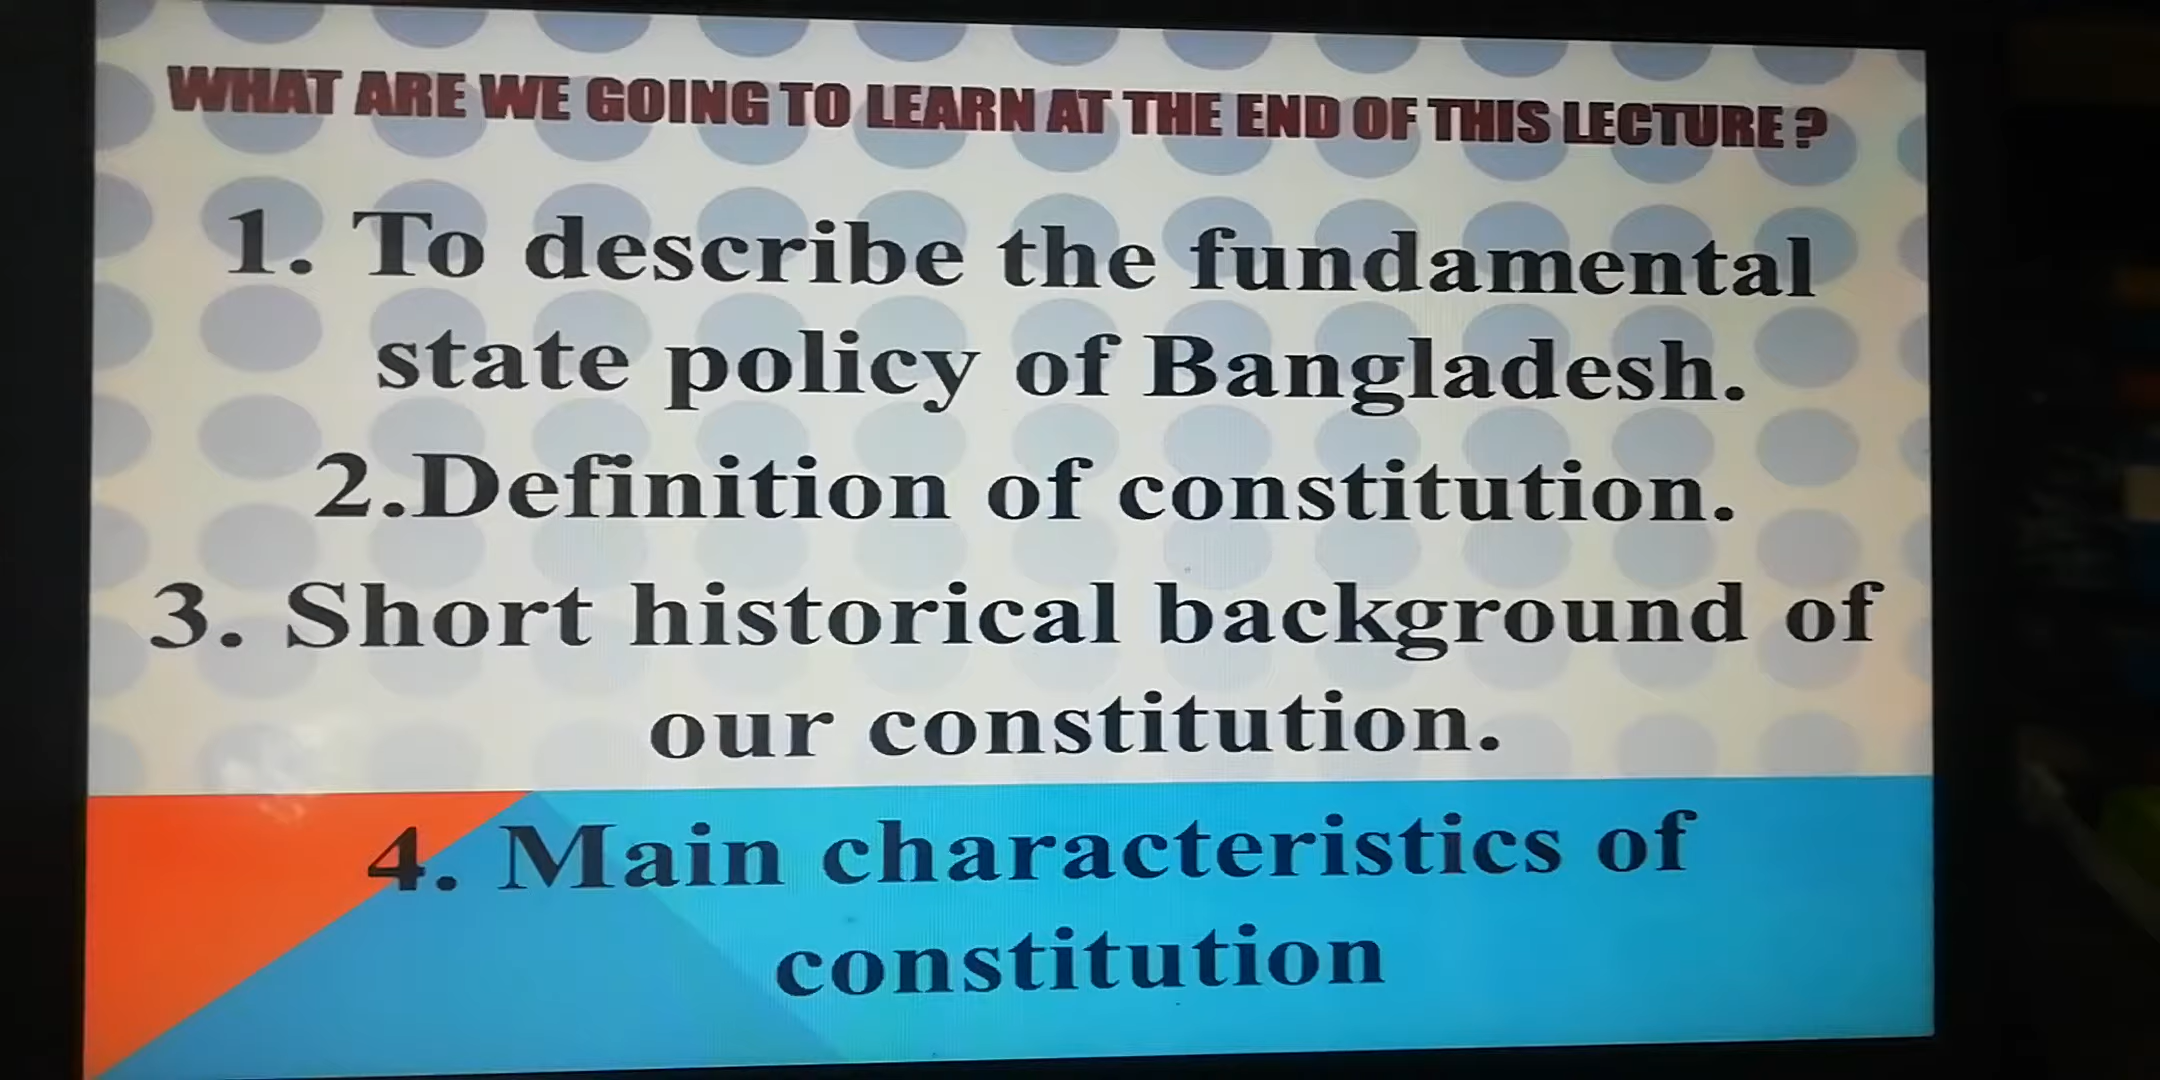 WHAT ARE WE GOING TO LEARN AT THE END OF THIS LECTURE ?
1. To describe the fundamental
state policy of Bangladesh.
2.Definition of constitution.
3. Short historical background of
our constitution.
4. Main characteristics of
constitution